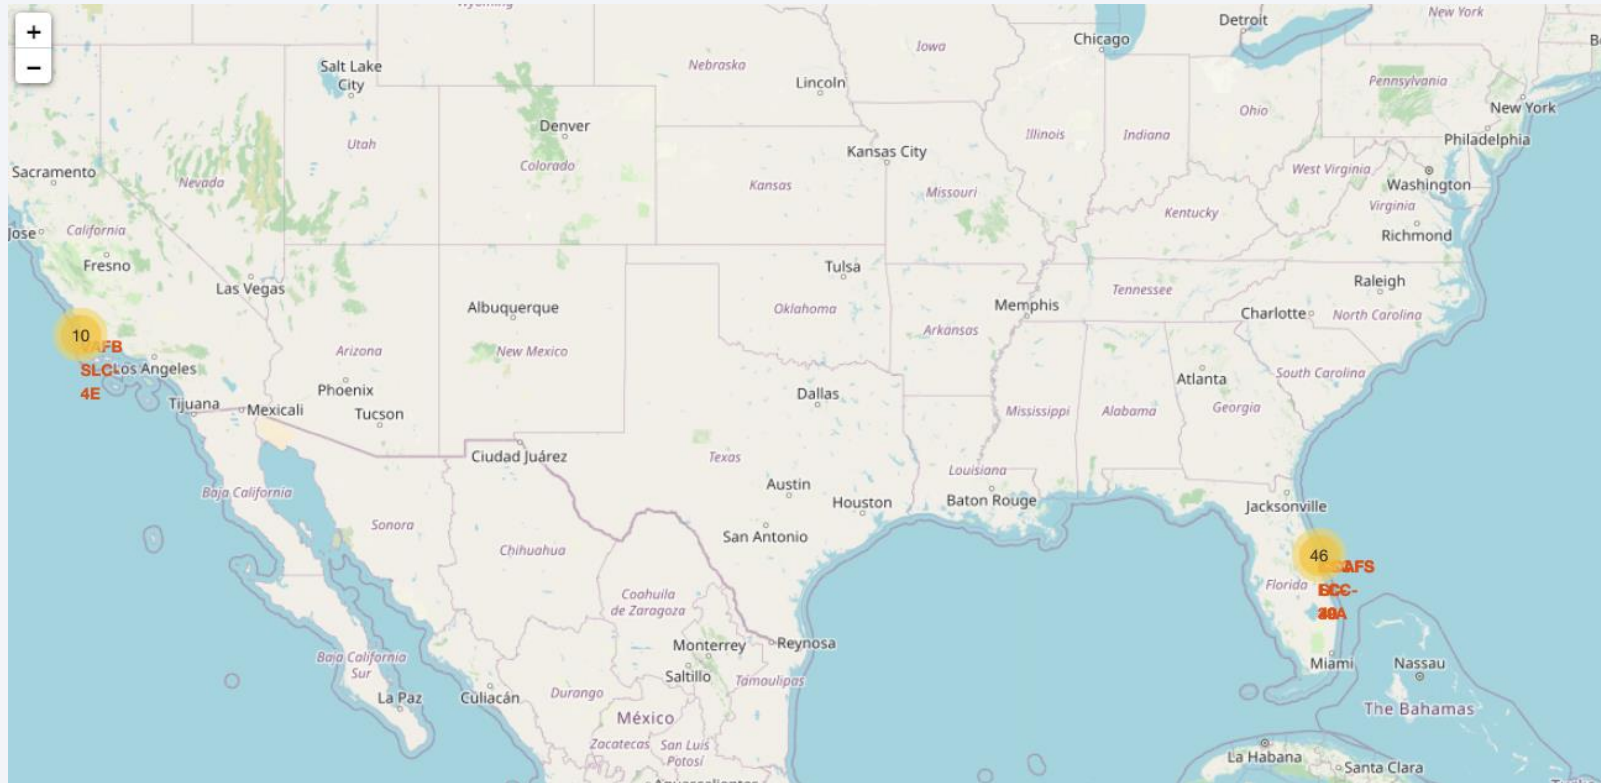 Wyoming
+
−
Salt Lake
City
Nebraska
Lincoln
Iowa
Chicago
Detroit
New York
Pennsylvania
New York
Philadelphia
Ohio
Illinois
Indiana
Denver
Colorado
Utah
Nevada
Sacramento
California
Jose
Fresno
Las Vegas
Kansas City
Kansas
Missouri
West Virginia
Washington
Virginia
Richmond
Kentucky
Raleigh
North Carolina
Charlotte
Tennessee
Memphis
Tulsa
Oklahoma
Arkansas
Albuquerque
New Mexico
Arizona
Phoenix
Tucson
10
VAFB
SLC-
4E
Los Angeles
Tijuana
Mexicali
Dallas
Atlanta
South Carolina
Georgia
Alabama
Mississippi
Ciudad Juárez
Texas
Louisiana
Baton Rouge
Austin
Houston
San Antonio
Jacksonville
Baja California
Sonora
Chihuahua
46
Florida
Miami
Nassau
The Bahamas
Coahuila
de Zaragoza
Monterrey
Reynosa
Saltillo
Tamaulipas
Baja California
Sur
La Paz
Culiacán
Durango
México
Zacatecas
San Luis
Potosí
La Habana
Santa Clara